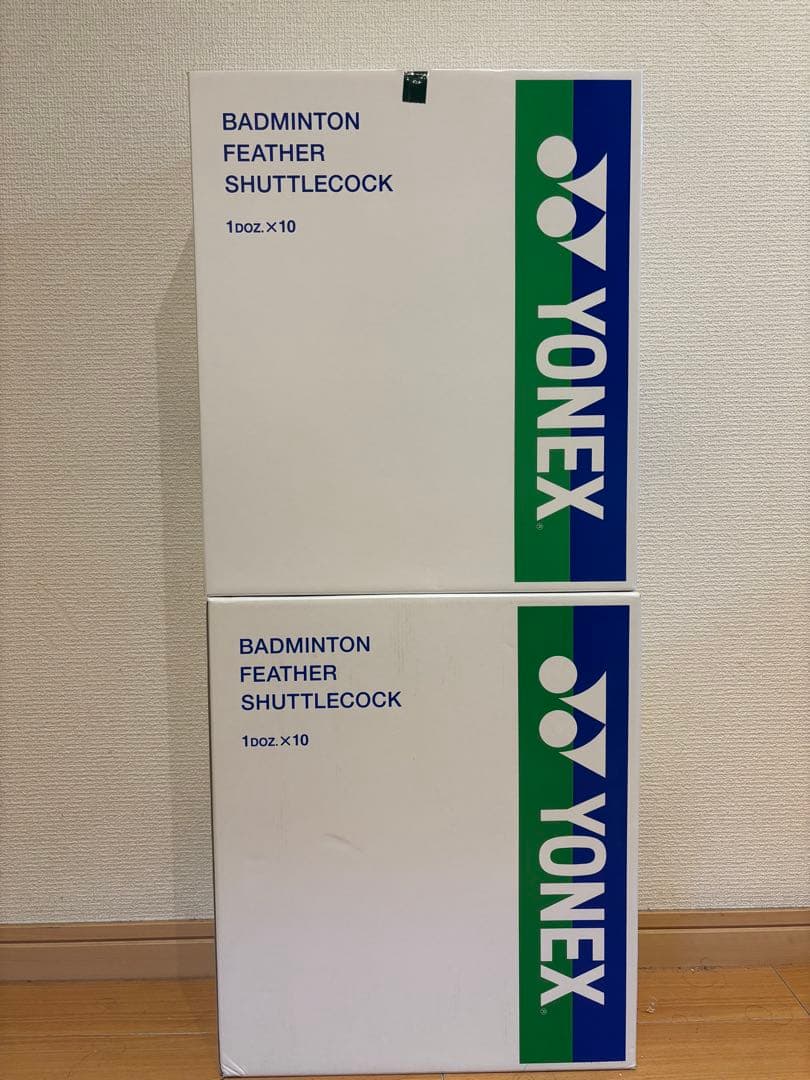 BADMINTON
FEATHER
SHUTTLECOCK
1DOZ.×10
YONEX®
BADMINTON
FEATHER
SHUTTLECOCK
1DOZ.×10
YONEX®